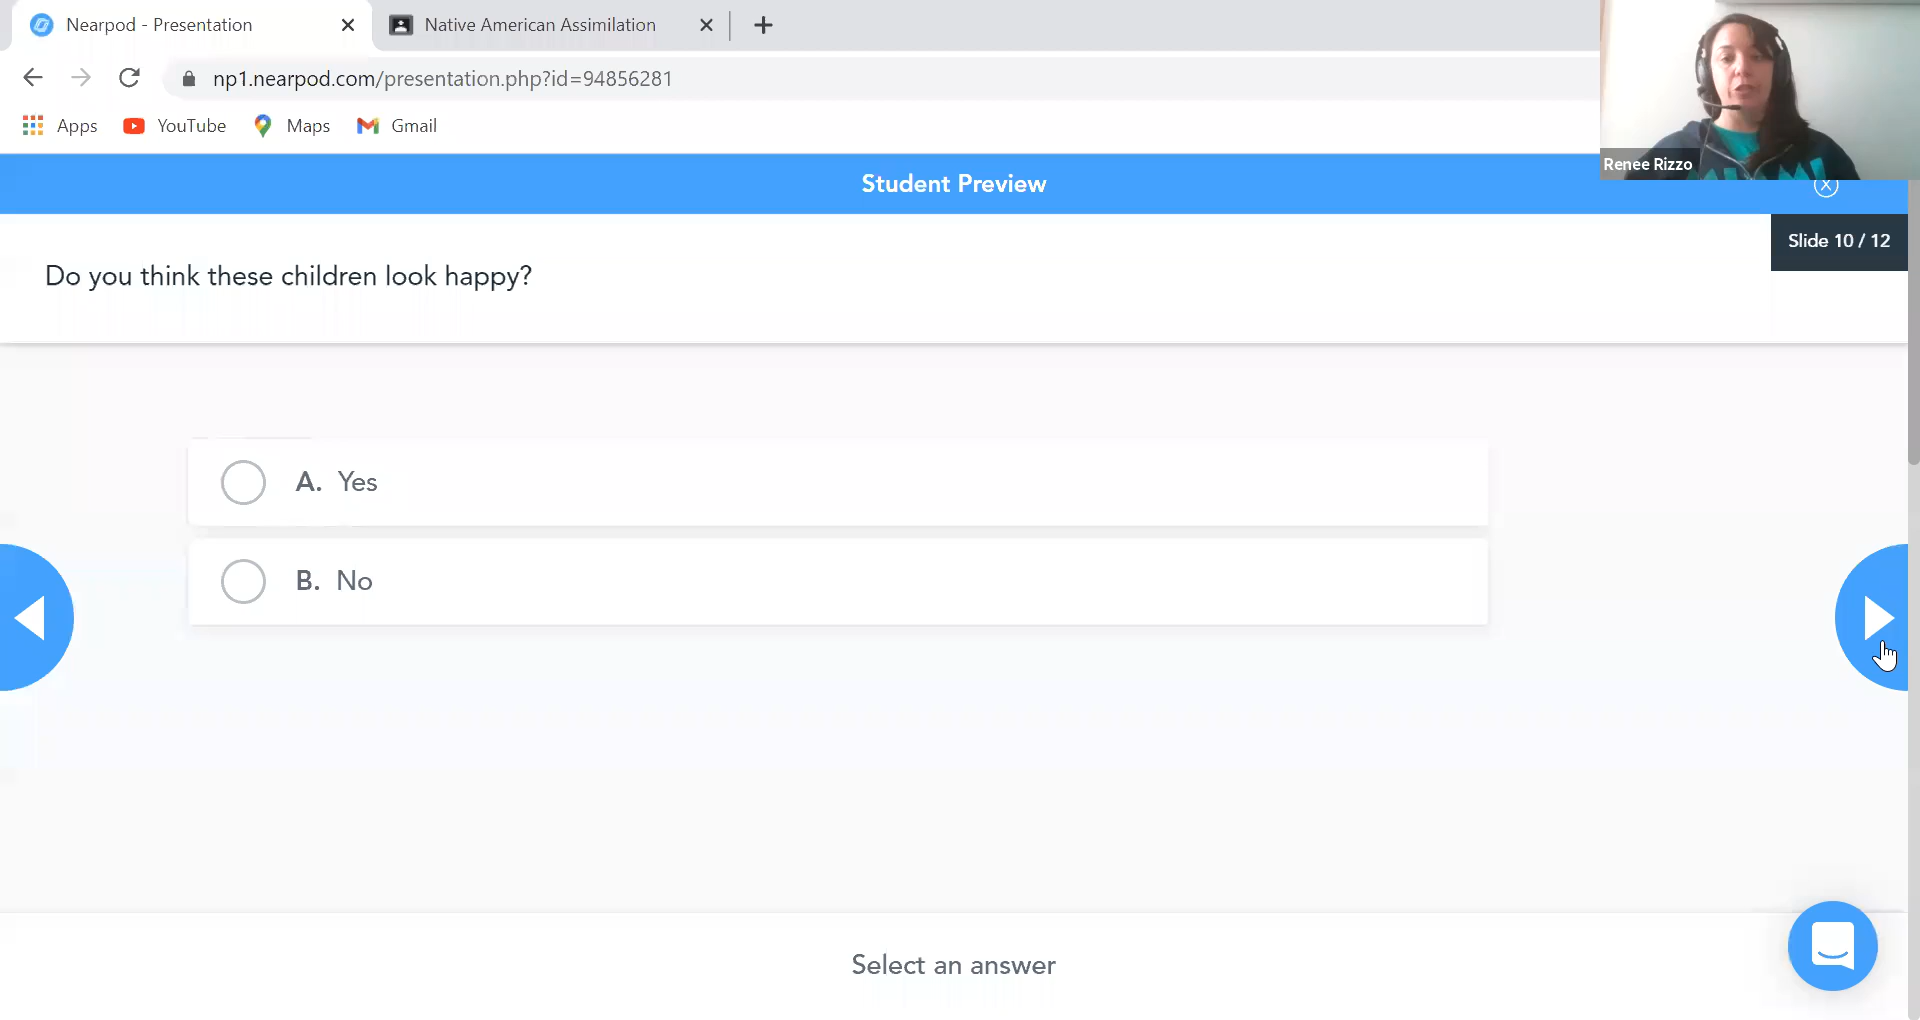 Nearpod - Presentation
Native American Assimilation
np1.nearpod.com/presentation.php?id=94856281
Apps
YouTube
Maps
Gmail
Renee Rizzo
Student Preview
Slide 10 / 12
Do you think these children look happy?
A. Yes
B. No
Select an answer